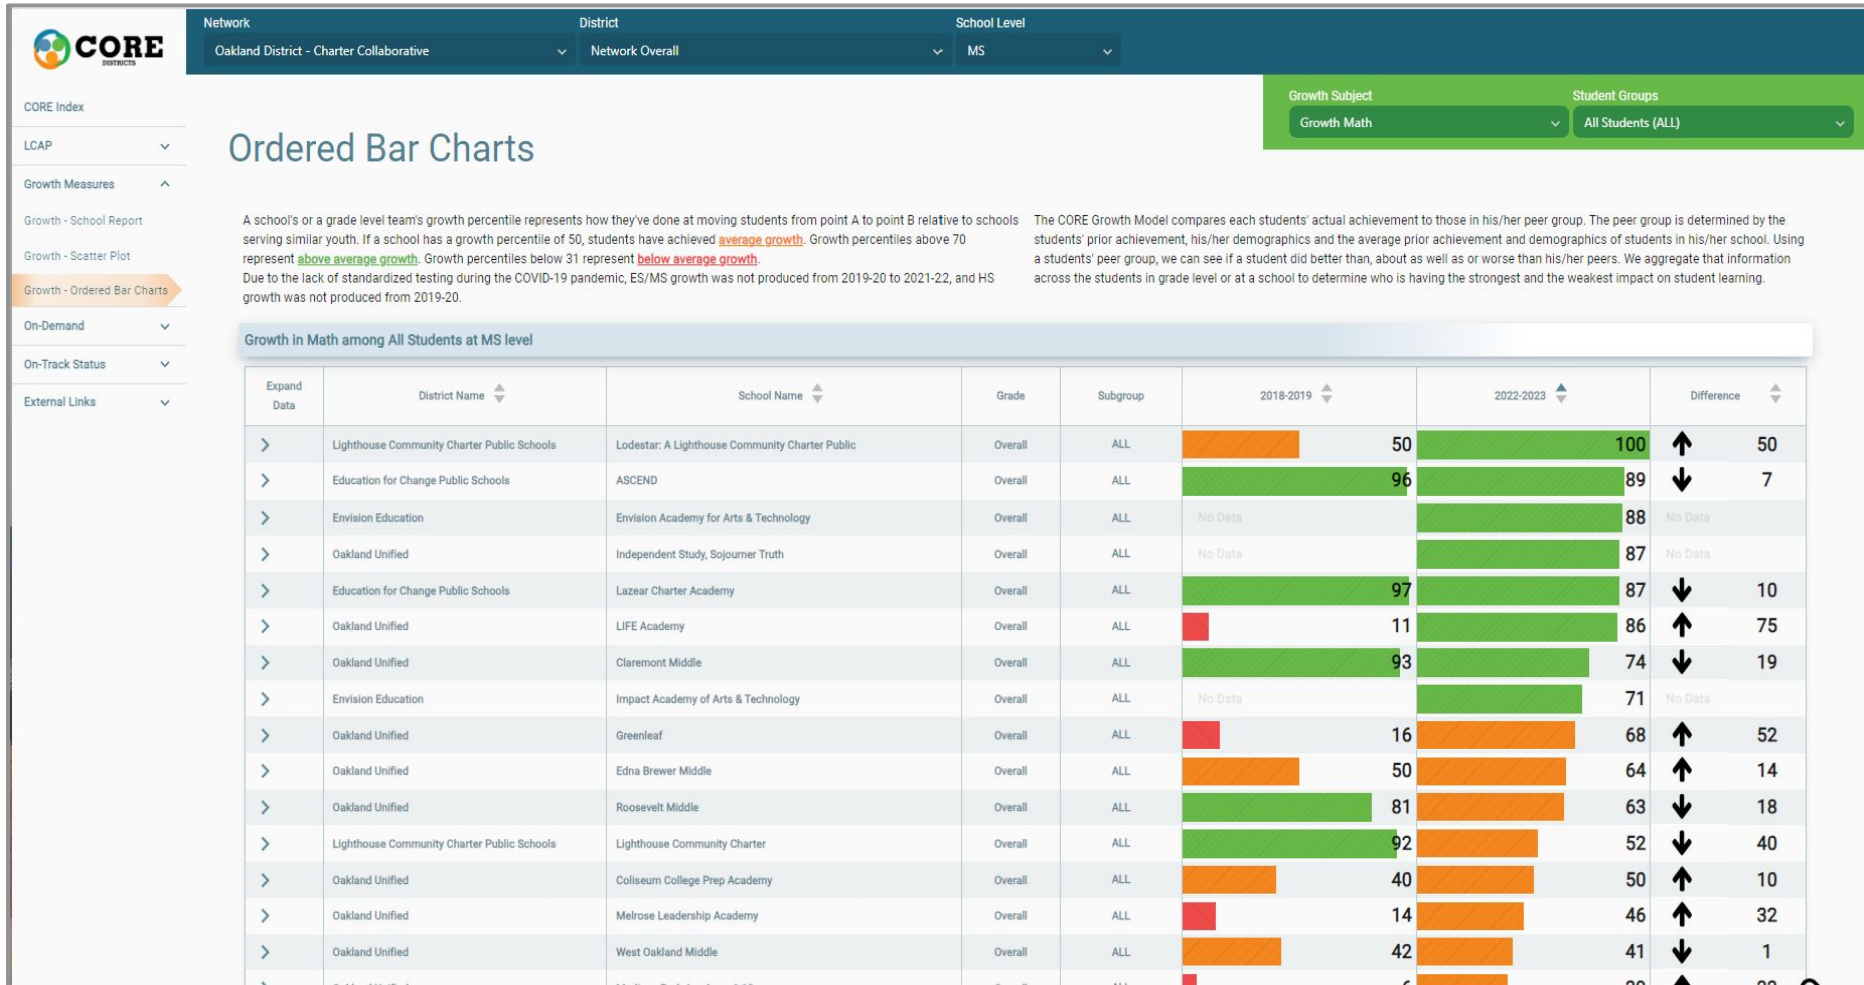 CORE
DISTRICTS
Network
District
School Level
Oakland District - Charter Collaborative
Network Overall
MS
Growth Subject
Student Groups
Growth Math
All Students (ALL)
CORE Index
LCAP
Growth Measures
Growth - School Report
Growth - Scatter Plot
Growth - Ordered Bar Charts
On-Demand
On-Track Status
External Links
Ordered Bar Charts
A school's or a grade level team's growth percentile represents how they've done at moving students from point A to point B relative to schools
serving similar youth. If a school has a growth percentile of 50, students have achieved average growth. Growth percentiles above 70
represent above average growth. Growth percentiles below 31 represent below average growth.
Due to the lack of standardized testing during the COVID-19 pandemic, ES/MS growth was not produced from 2019-20 to 2021-22, and HS
growth was not produced from 2019-20.
The CORE Growth Model compares each students' actual achievement to those in his/her peer group. The peer group is determined by the
students' prior achievement, his/her demographics and the average prior achievement and demographics of students in his/her school. Using
a students' peer group, we can see if a student did better than, about as well as or worse than his/her peers. We aggregate that information
across the students in grade level or at a school to determine who is having the strongest and the weakest impact on student learning.
Growth in Math among All Students at MS level
Expand Data District Name School Name Grade Subgroup 2018-2019 2022-2023 Difference
Lighthouse Community Charter Public Schools Lodestar: A Lighthouse Community Charter Public Overall ALL 50 100 50
Education for Change Public Schools ASCEND Overall ALL 96 89 7
Envision Education Envision Academy for Arts & Technology Overall ALL No Data 88 No Data
Oakland Unified Independent Study, Sojourner Truth Overall ALL No Data 87 No Data
Education for Change Public Schools Lazear Charter Academy Overall ALL 97 87 10
Oakland Unified LIFE Academy Overall ALL 11 86 75
Oakland Unified Claremont Middle Overall ALL 93 74 19
Envision Education Impact Academy of Arts & Technology Overall ALL No Data 71 No Data
Oakland Unified Greenleaf Overall ALL 16 68 52
Oakland Unified Edna Brewer Middle Overall ALL 50 64 14
Oakland Unified Roosevelt Middle Overall ALL 81 63 18
Lighthouse Community Charter Public Schools Lighthouse Community Charter Overall ALL 92 52 40
Oakland Unified Coliseum College Prep Academy Overall ALL 40 50 10
Oakland Unified Melrose Leadership Academy Overall ALL 14 46 32
Oakland Unified West Oakland Middle Overall ALL 42 41 1